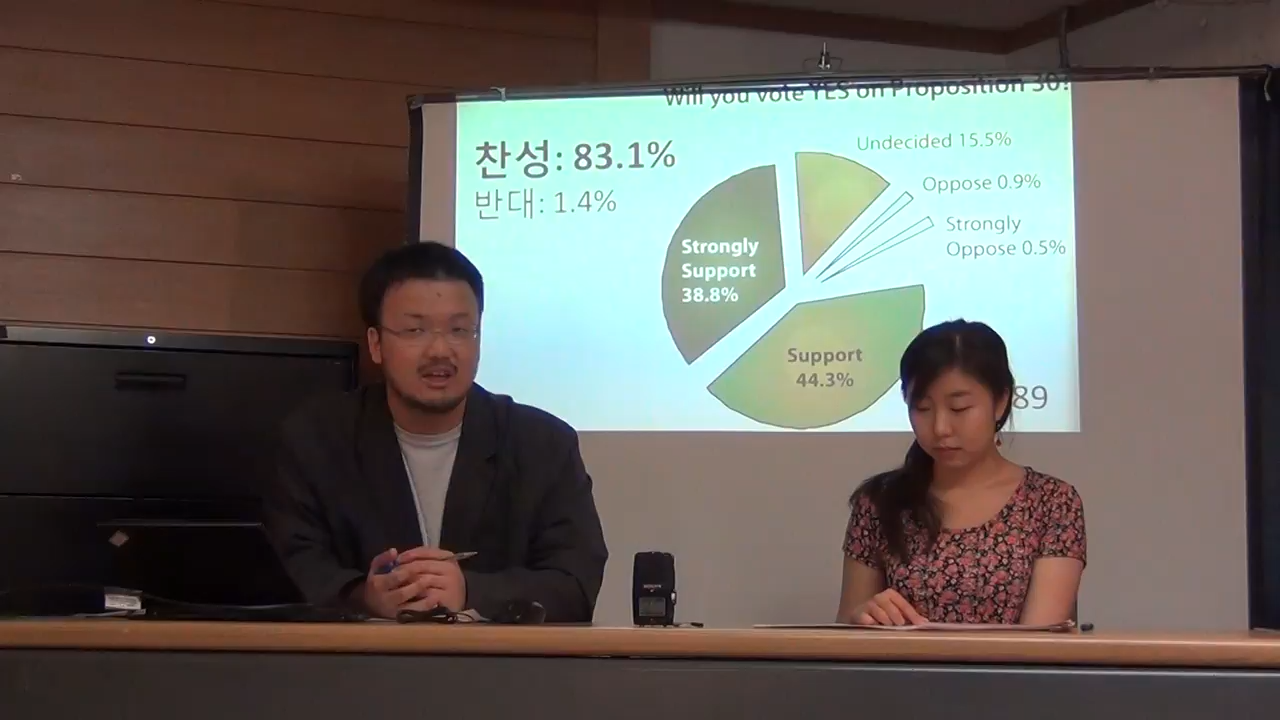 Will you vote YES on Proposition 30?
찬성: 83.1%
반대: 1.4%
Undecided 15.5%
Oppose 0.9%
Strongly
Oppose 0.5%
Strongly
Support
38.8%
Support
44.3%
89